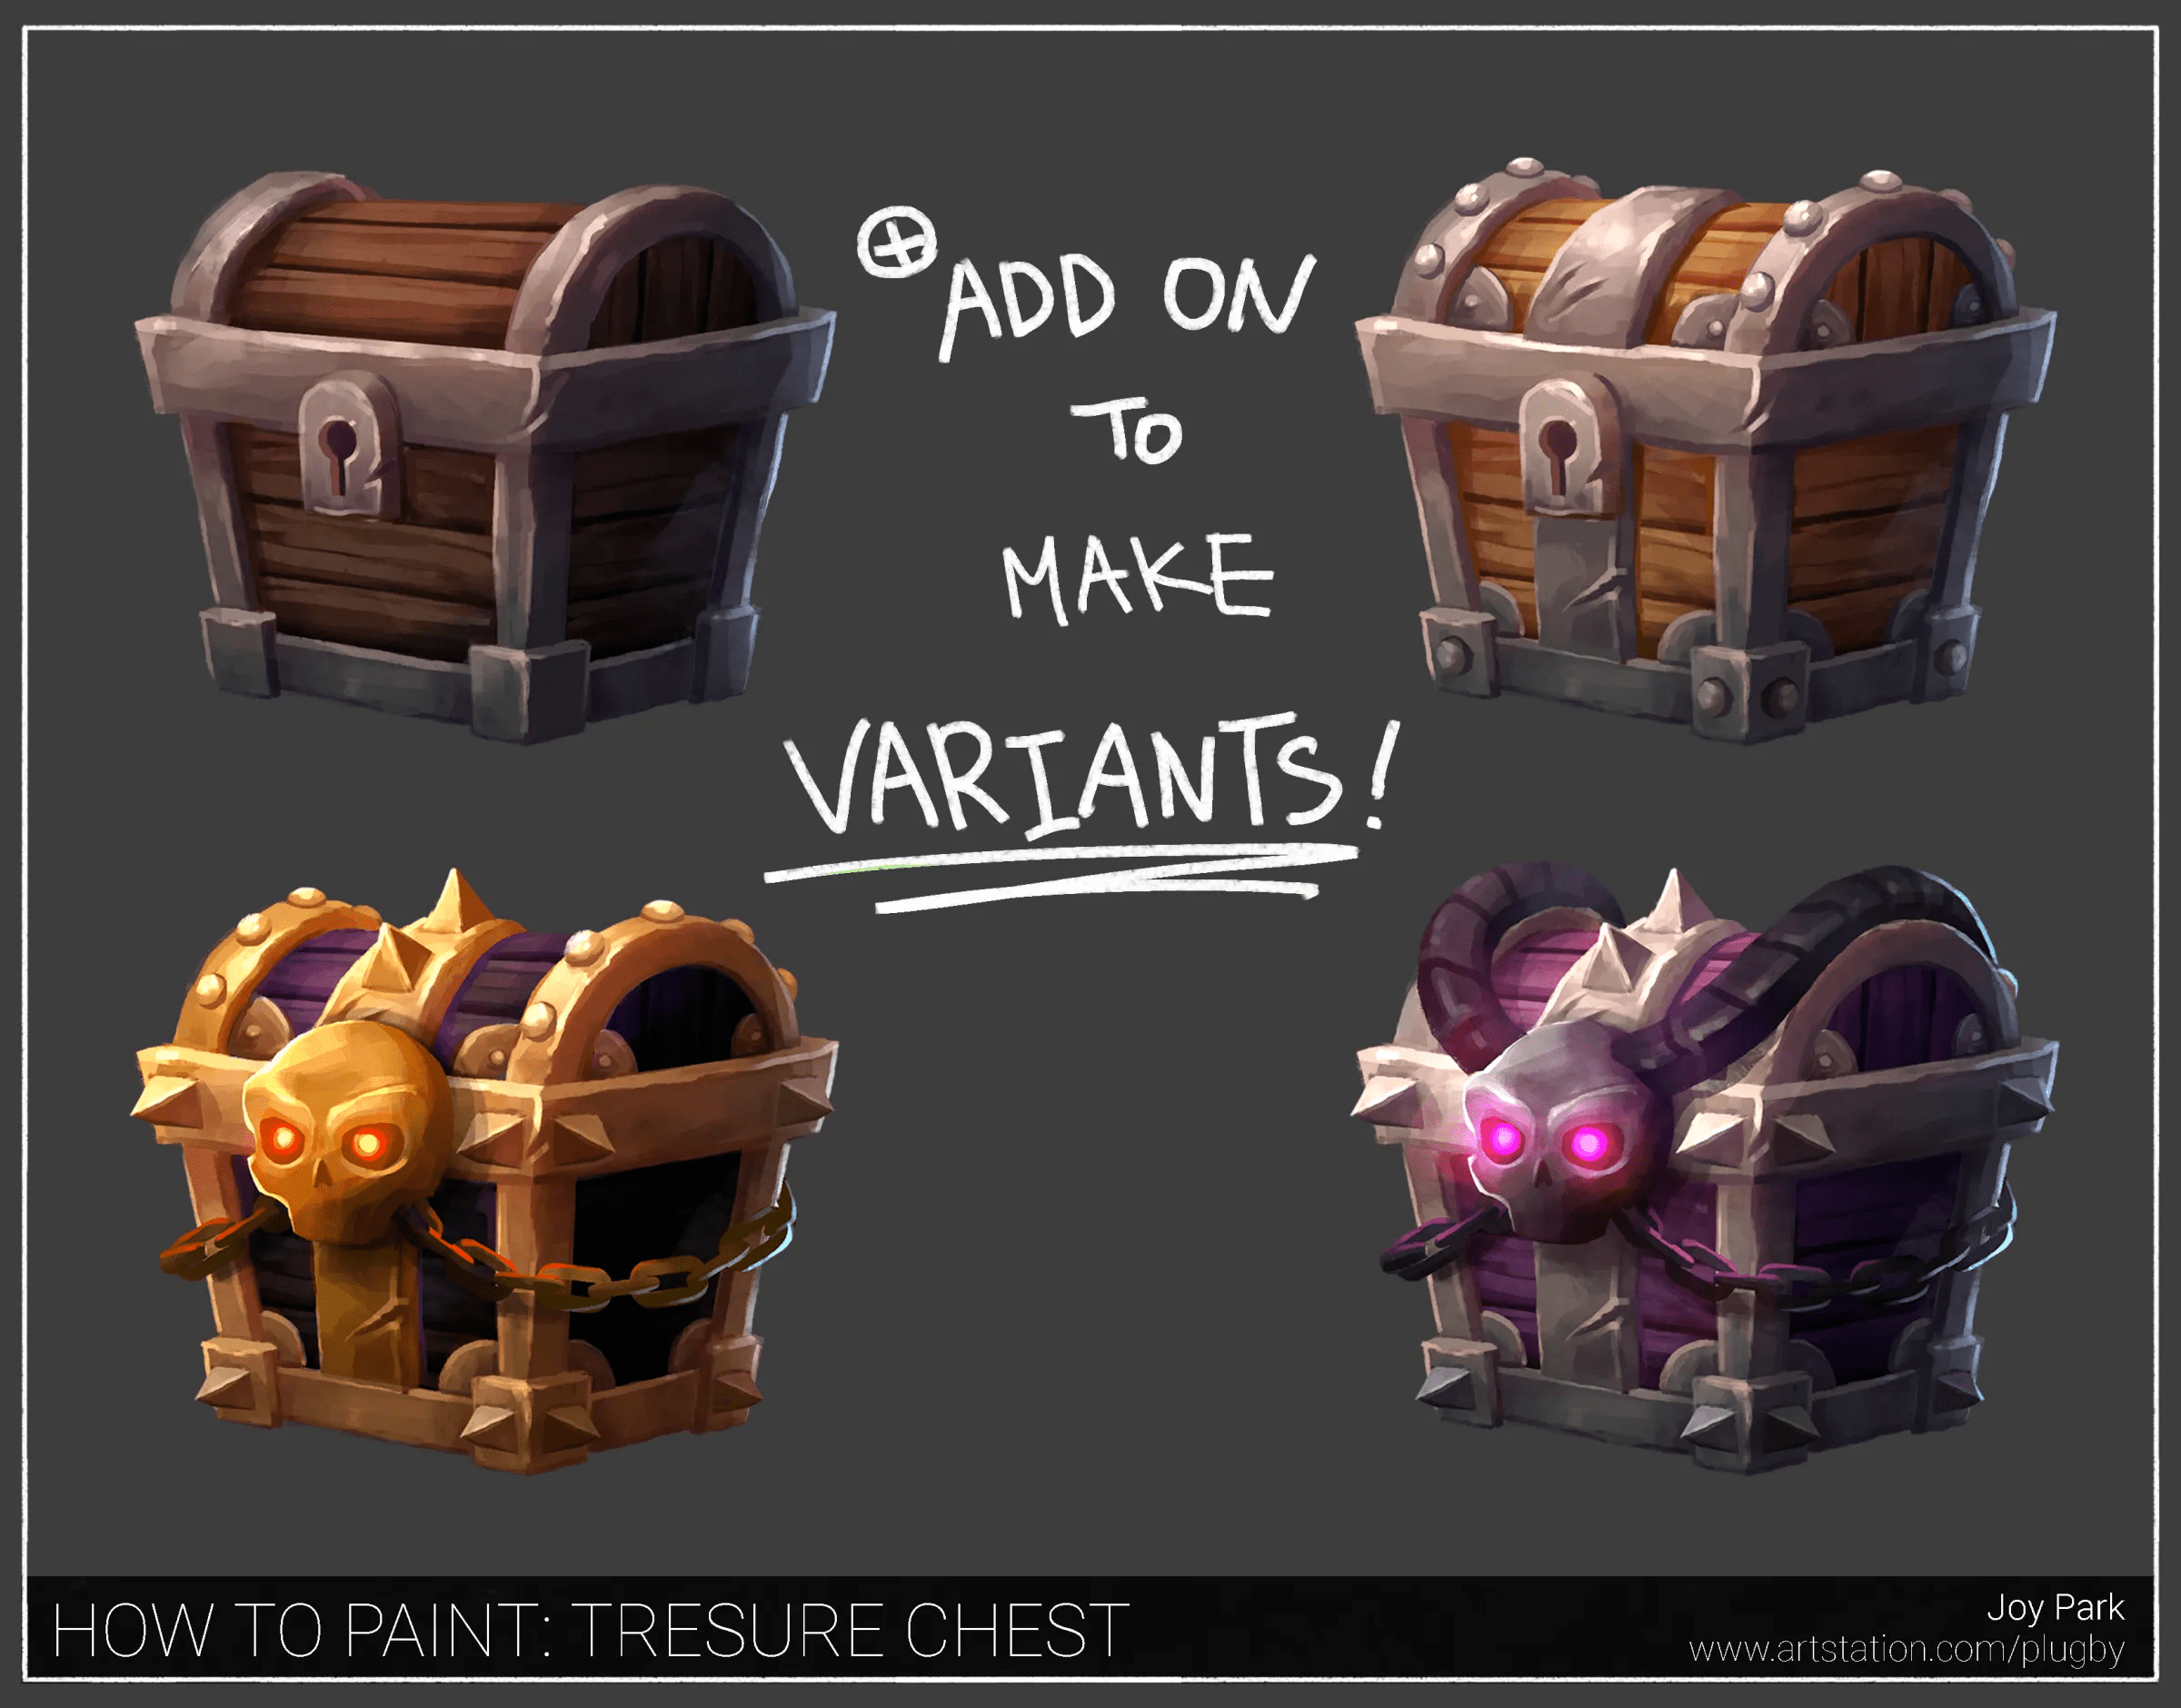 ADD ON
TO
MAKE
VARIANTS!
HOW TO PAINT: TRESURE CHEST
Joy Park
www.artstation.com/plugby